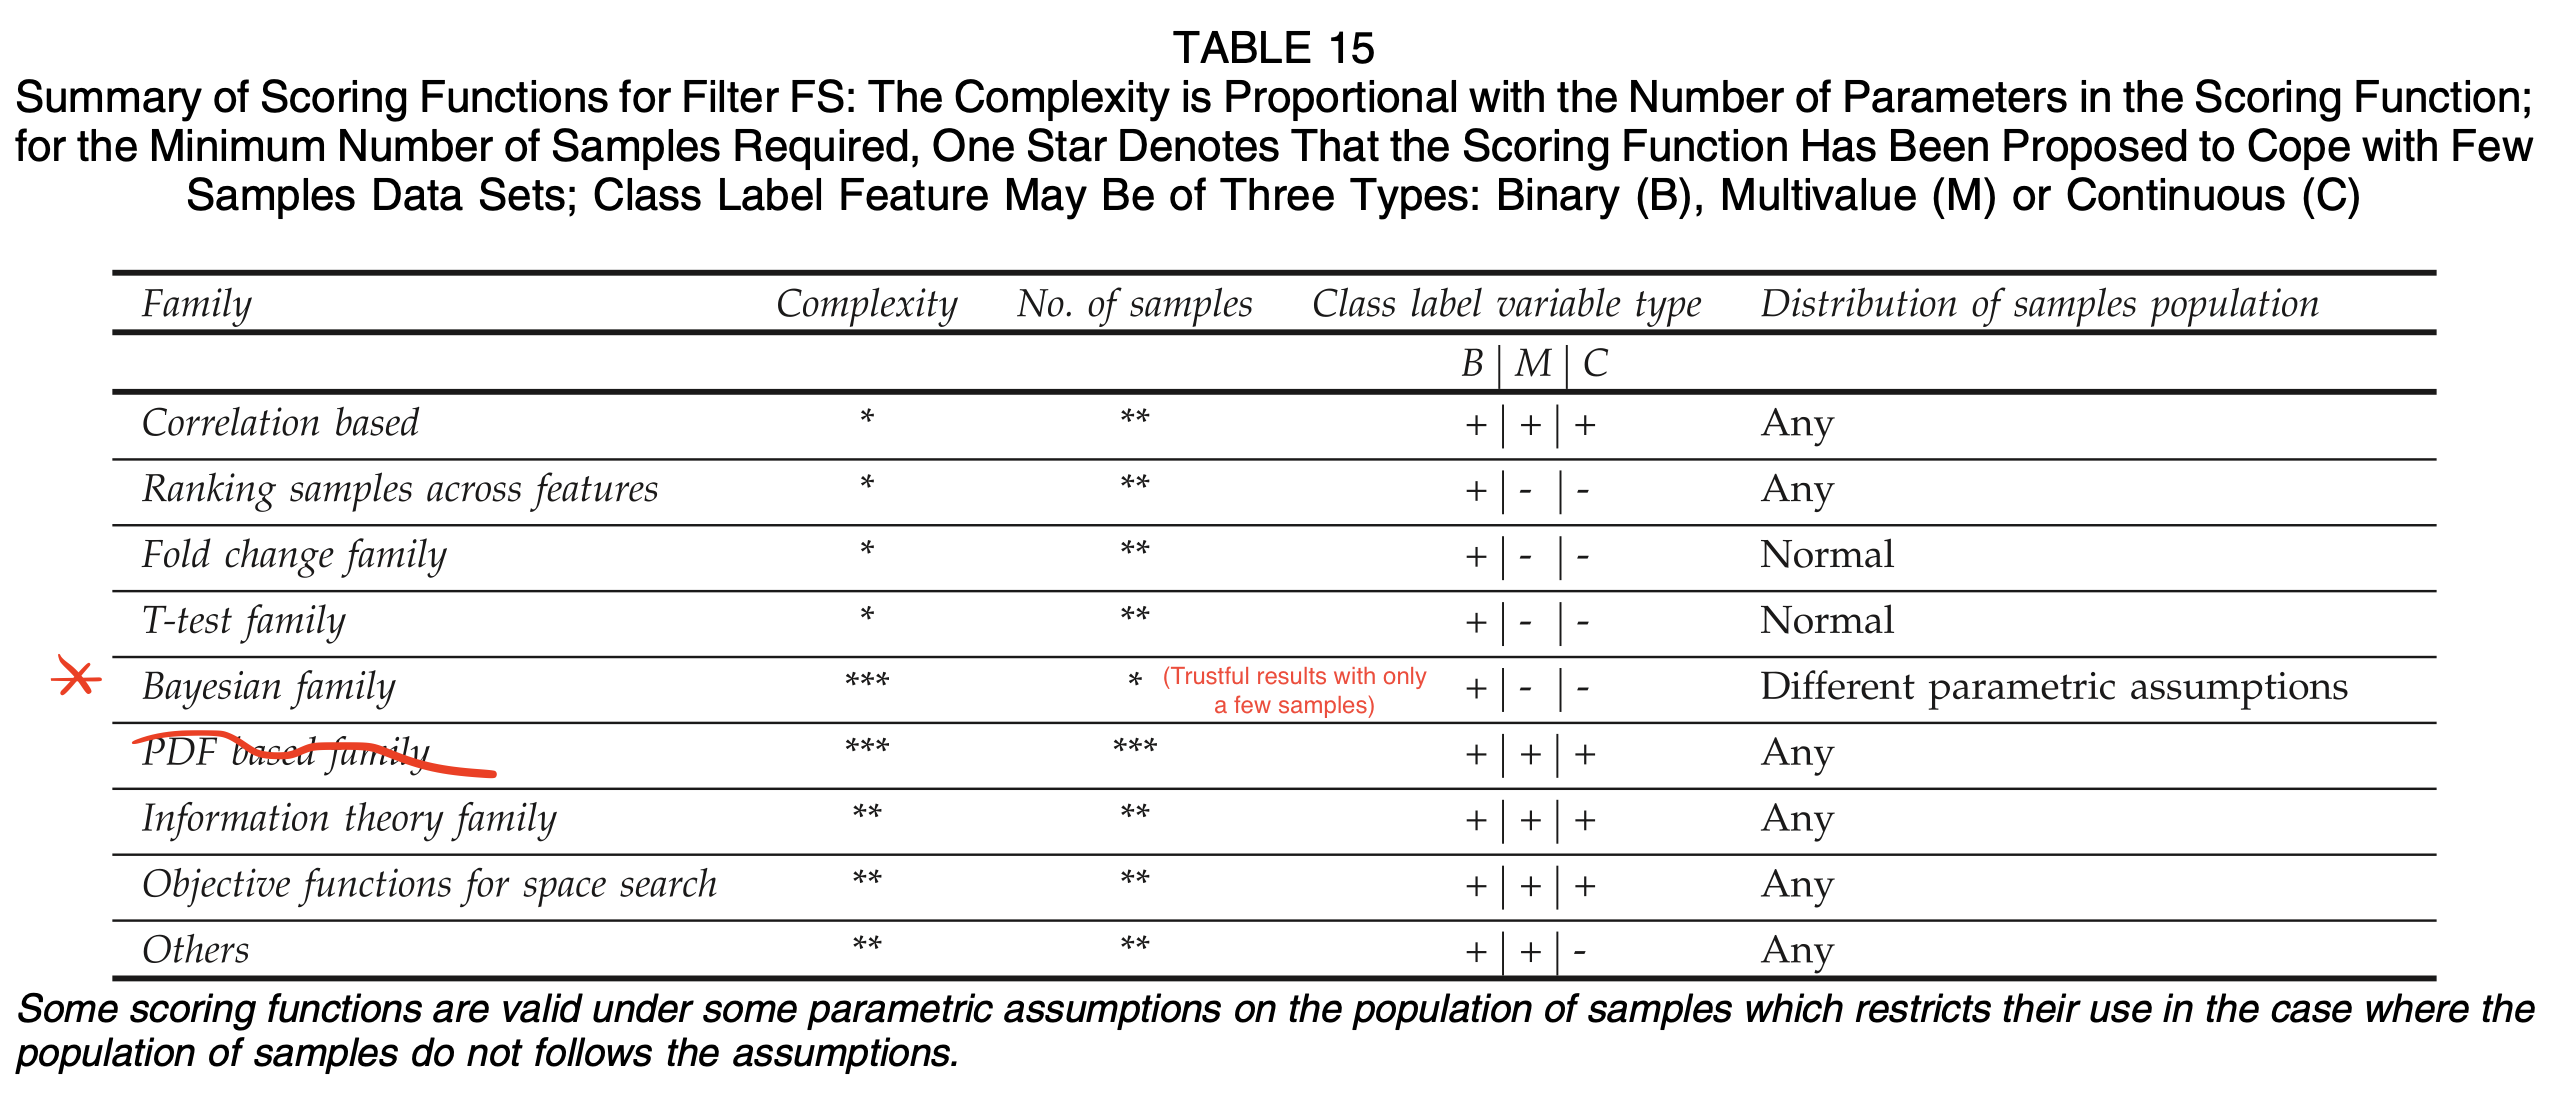 TABLE 15
Summary of Scoring Functions for Filter FS: The Complexity is Proportional with the Number of Parameters in the Scoring Function;
for the Minimum Number of Samples Required, One Star Denotes That the Scoring Function Has Been Proposed to Cope with Few
Samples Data Sets; Class Label Feature May Be of Three Types: Binary (B), Multivalue (M) or Continuous (C)
Family Complexity No. of samples Class label variable type Distribution of samples population
B | M | C
Correlation based * ** + | + | + Any
Ranking samples across features * ** + | - | - Any
Fold change family * ** + | - | - Normal
T-test family * ** + | - | - Normal
Bayesian family *** * (Trustful results with only a few samples) + | - | - Different parametric assumptions
PDF based family *** *** + | + | + Any
Information theory family ** ** + | + | + Any
Objective functions for space search ** ** + | + | + Any
Others ** ** + | + | - Any
Some scoring functions are valid under some parametric assumptions on the population of samples which restricts their use in the case where the
population of samples do not follows the assumptions.